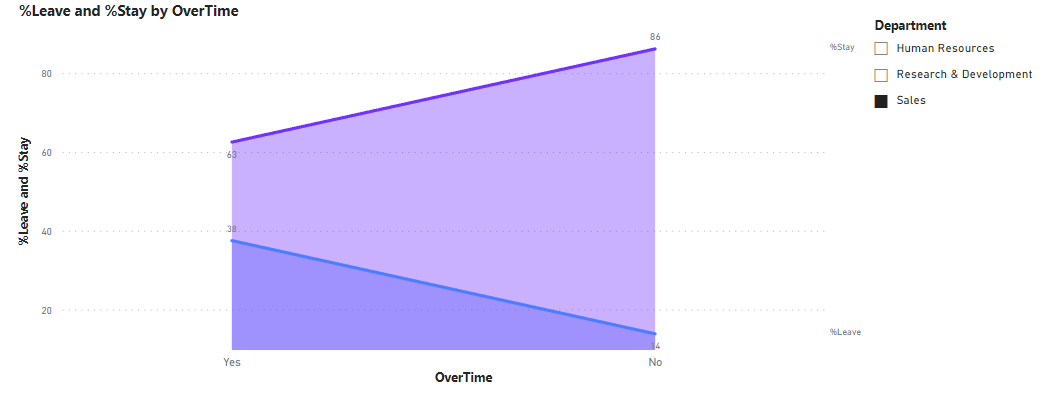 %Leave and %Stay by OverTime
Department
Human Resources
Research & Development
Sales
86
%Stay
80
63
60
38
40
20
14
%Leave
%Leave and %Stay
Yes
No
OverTime